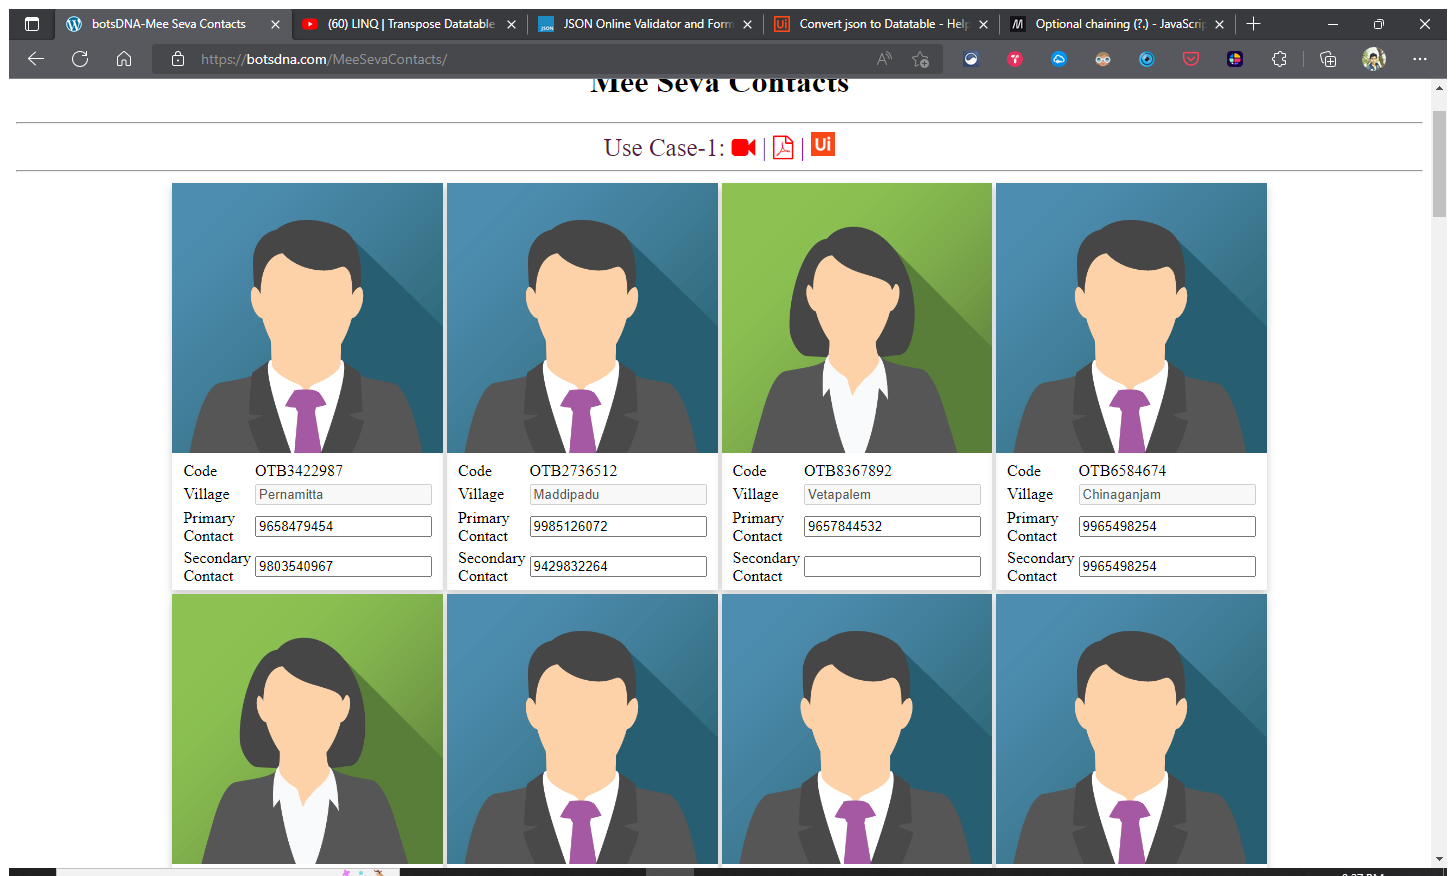 botsDNA-Mee Seva Contacts
(60) LINQ | Transpose Datatable
JSON Online Validator and Form
Convert json to Datatable - Help
Optional chaining (?.) - JavaScrip
https://botsdna.com/MeeSevaContacts/
Mee Seva Contacts
Use Case-1: | | Ui
Code OTB3422987
Village Pernamitta
Primary Contact 9658479454
Secondary Contact 9803540967
Code OTB2736512
Village Maddipadu
Primary Contact 9985126072
Secondary Contact 9429832264
Code OTB8367892
Village Vetapalem
Primary Contact 9657844532
Secondary Contact
Code OTB6584674
Village Chinaganjam
Primary Contact 9965498254
Secondary Contact 9965498254